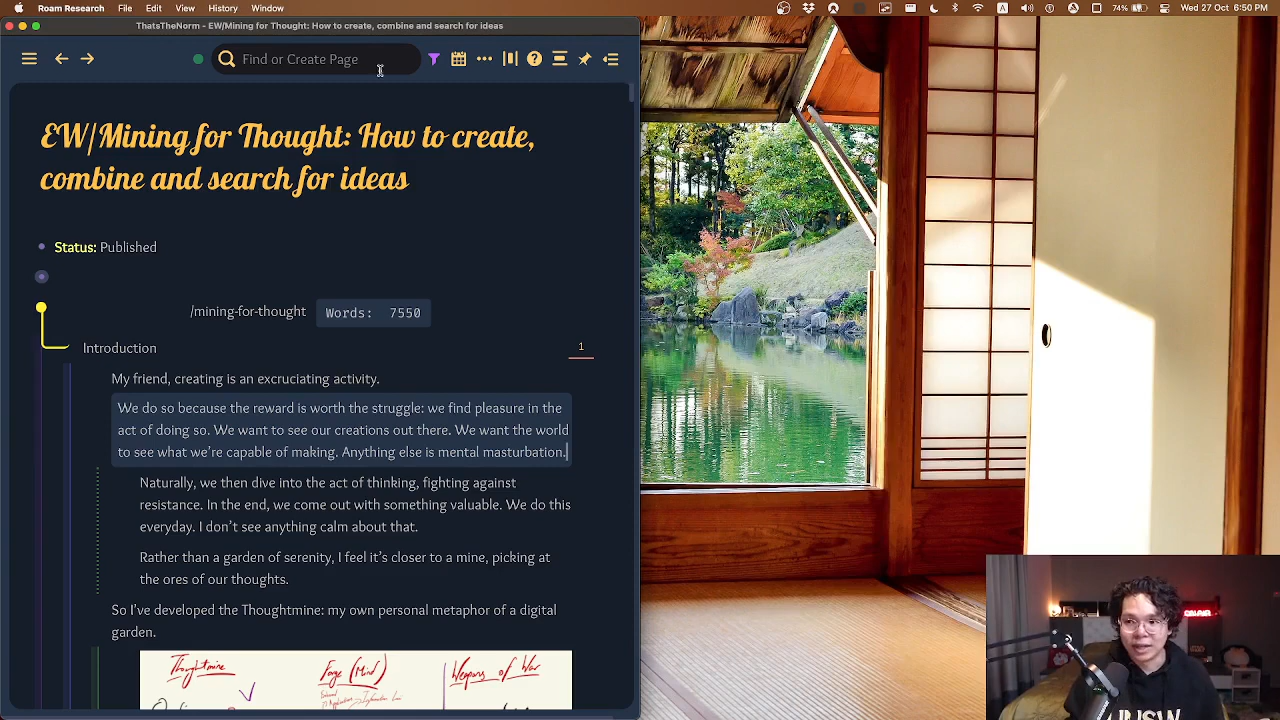 Roam Research File Edit View History Window
74% Wed 27 Oct 6:50 PM
ThatsTheNorm - EW/Mining for Thought: How to create, combine and search for ideas
Find or Create Page
EW/Mining for Thought: How to create,
combine and search for ideas
Status: Published
/mining-for-thought Words: 7550
Introduction
1
My friend, creating is an excruciating activity.
We do so because the reward is worth the struggle: we find pleasure in the
act of doing so. We want to see our creations out there. We want the world
to see what we're capable of making. Anything else is mental masturbation.
Naturally, we then dive into the act of thinking, fighting against
resistance. In the end, we come out with something valuable. We do this
everyday. I don't see anything calm about that.
Rather than a garden of serenity, I feel it's closer to a mine, picking at
the ores of our thoughts.
So I've developed the Thoughtmine: my own personal metaphor of a digital
garden.
Thoughtmine Forge (Mind) Weapons of War